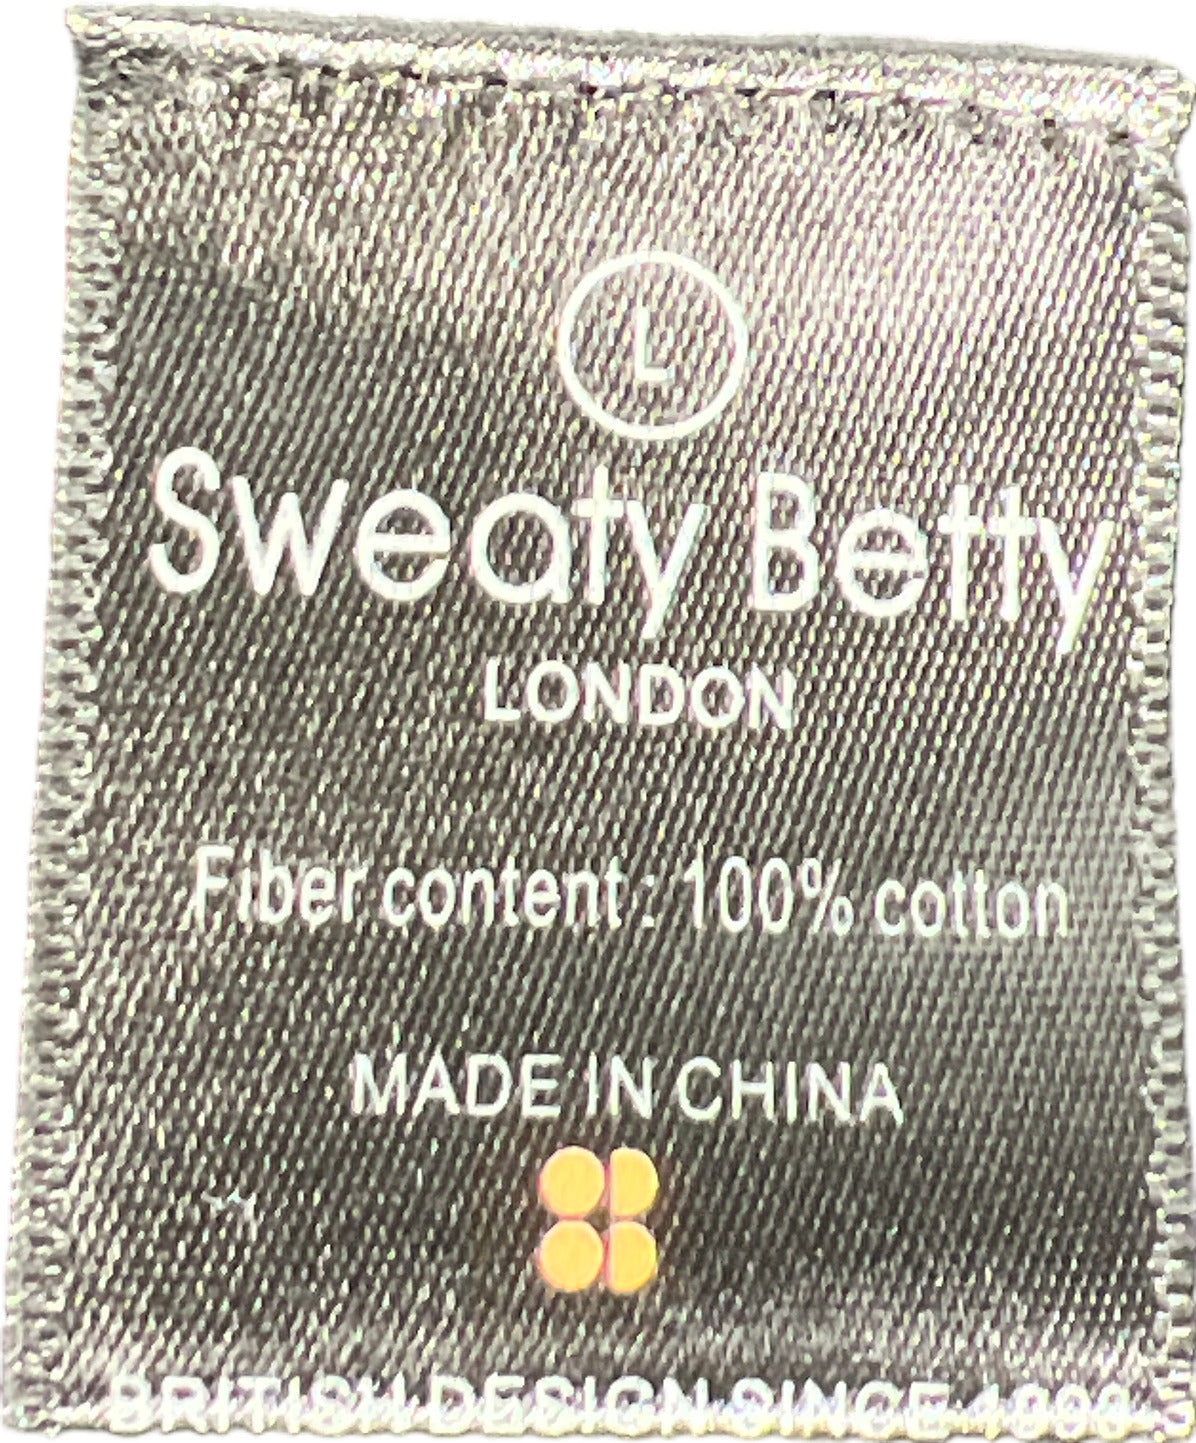 L
Sweaty Betty
LONDON
Fiber content : 100% cotton
MADE IN CHINA
BRITISH DESIGN SINCE